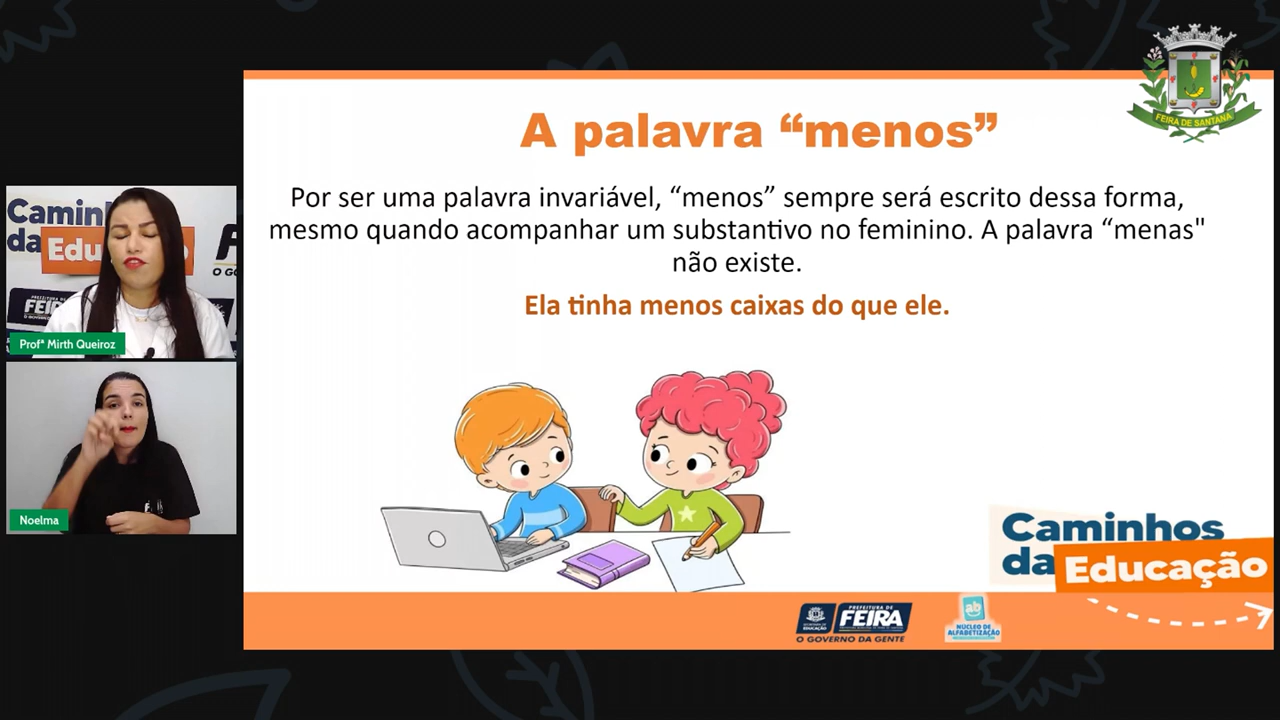 FEIRA DE SANTANA
A palavra “menos”
Por ser uma palavra invariável, “menos” sempre será escrito dessa forma,
mesmo quando acompanhar um substantivo no feminino. A palavra “menas"
não existe.
Ela tinha menos caixas do que ele.
Profª Mirth Queiroz
Noelma
Caminhos
da Educação
PREFEITURA DE
FEIRA
O GOVERNO DA GENTE
ab
NÚCLEO DE
ALFABETIZAÇÃO